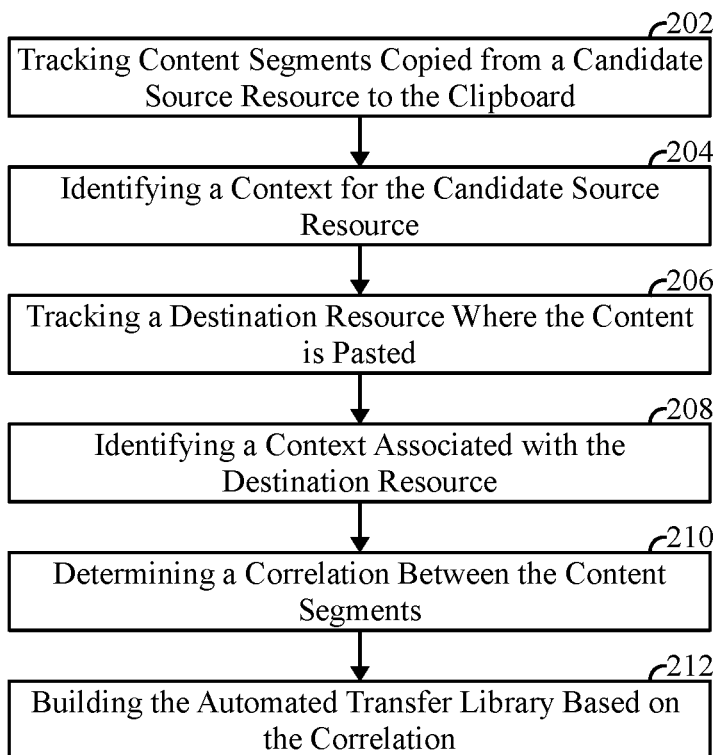 202
Tracking Content Segments Copied from a Candidate
Source Resource to the Clipboard
204
Identifying a Context for the Candidate Source
Resource
206
Tracking a Destination Resource Where the Content
is Pasted
208
Identifying a Context Associated with the
Destination Resource
210
Determining a Correlation Between the Content
Segments
212
Building the Automated Transfer Library Based on
the Correlation